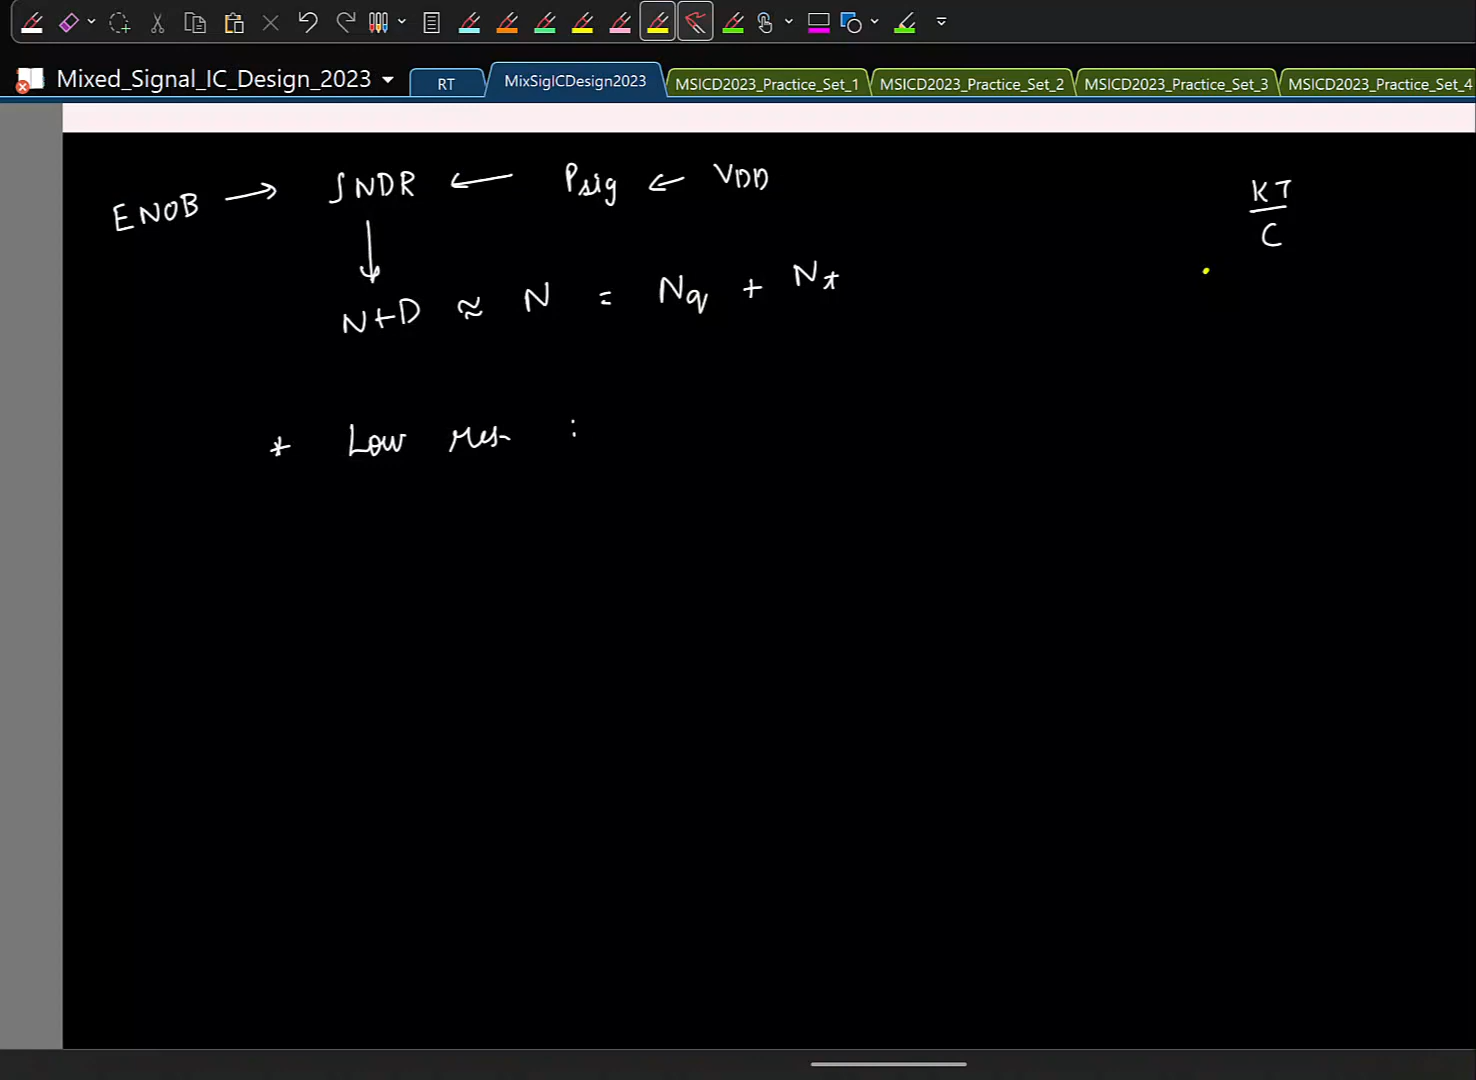 Mixed_Signal_IC_Design_2023
RT MixSigICDesign2023 MSICD2023_Practice_Set_1 MSICD2023_Practice_Set_2 MSICD2023_Practice_Set_3 MSICD2023_Practice_Set_4
ENOB → SNDR ← Psig ← VDD
KT
C
↓
N+D ≈ N = Nq + Nt
* Low res :